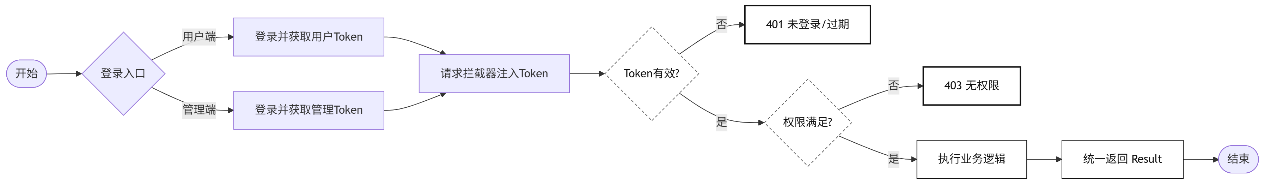 开始
登录入口
用户端
登录并获取用户Token
管理端
登录并获取管理Token
请求拦截器注入Token
Token有效?
否
401 未登录/过期
是
权限满足?
否
403 无权限
是
执行业务逻辑
统一返回 Result
结束